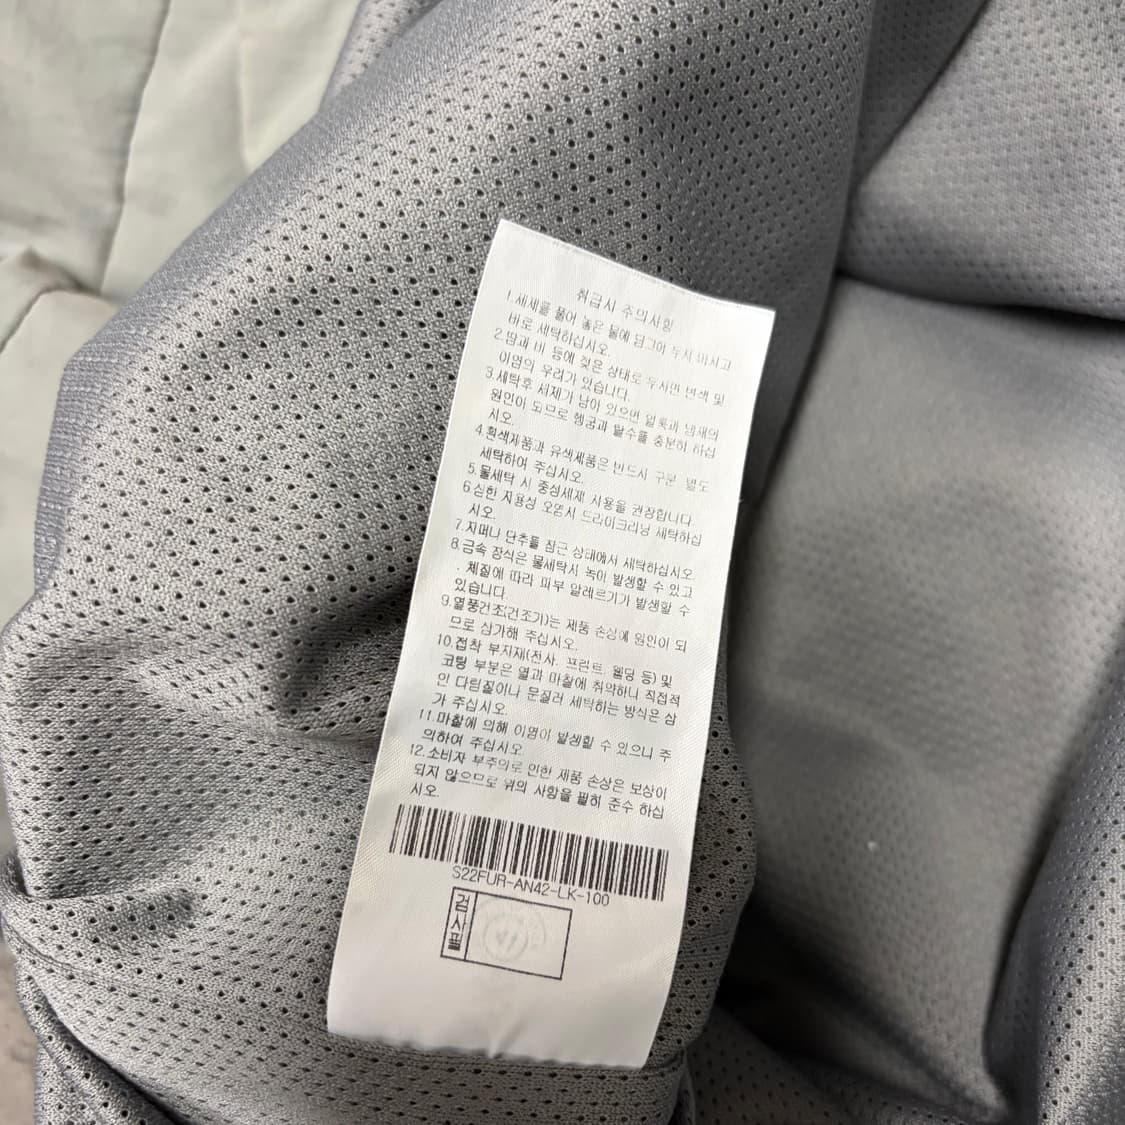 취급시 주의사항
1.세제를 풀어 놓은 물에 담그어 두지 마시고
바로 세탁하십시오.
2.땀과 비 등에 젖은 상태로 두시면 변색 및
이염의 우려가 있습니다.
3.세탁후 세제가 남아 있으면 얼룩과 냄새의
원인이 되므로 헹굼과 탈수를 충분히 하십
시오.
4.흰색제품과 유색제품은 반드시 구분 별도
세탁하여 주십시오.
5.물세탁 시 중성세제 사용을 권장합니다.
6.심한 지용성 오염시 드라이크리닝 세탁하십
시오.
7.지퍼나 단추를 잠근 상태에서 세탁하십시오.
8.금속 장식은 물세탁시 녹이 발생할 수 있고
. 체질에 따라 피부 알레르기가 발생할 수
있습니다.
9.열풍건조(건조기)는 제품 손상에 원인이 되
므로 삼가해 주십시오.
10.접착 부자재(전사. 프린트. 웰딩 등) 및
코팅 부분은 열과 마찰에 취약하니 직접적
인 다림질이나 문질러 세탁하는 방식은 삼
가 주십시오.
11.마찰에 의해 이염이 발생할 수 있으니 주
의하여 주십시오.
12.소비자 부주의로 인한 제품 손상은 보상이
되지 않으므로 위의 사항을 필히 준수 하십
시오.
S22FUR-AN42-LK-100
검사필